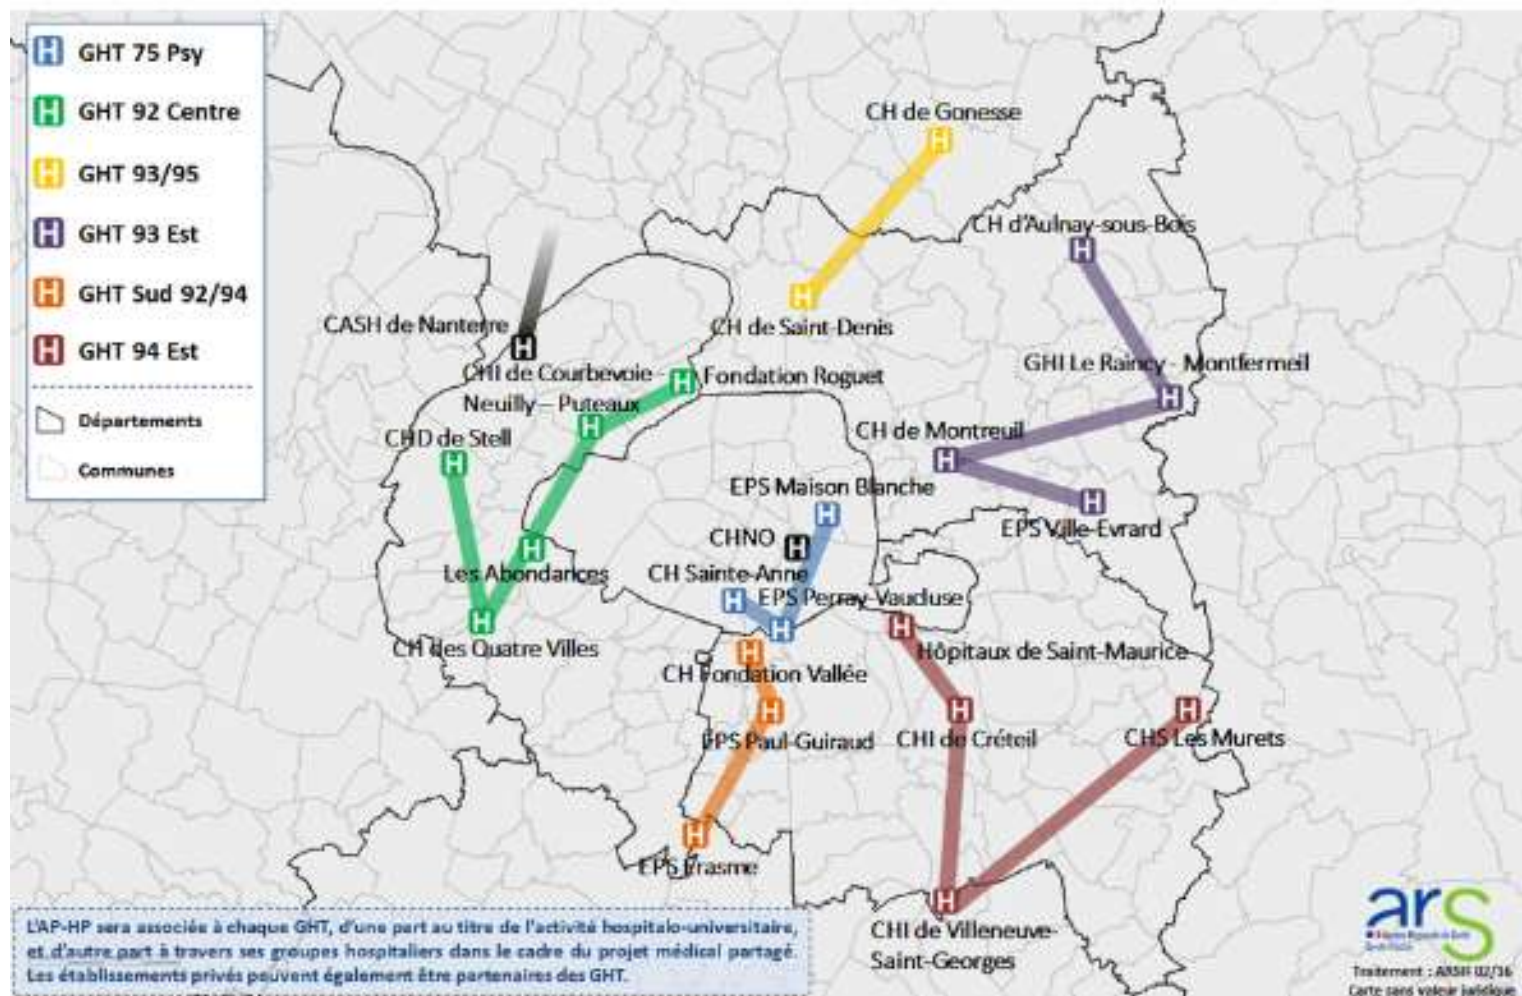 GHT 75 Psy
GHT 92 Centre
GHT 93/95
GHT 93 Est
GHT Sud 92/94
GHT 94 Est
Départements
Communes
CH de Gonesse
CH d'Aulnay-sous-Bois
CASH de Nanterre
CH de Saint-Denis
GHI Le Raincy - Montfermeil
CHI de Courbevoie -
Neuilly - Puteaux
Fondation Roguet
CHD de Stell
CH de Montreuil
EPS Maison Blanche
EPS Ville-Evrard
CHNO
Les Abondances
CH Sainte-Anne
EPS Perray-Vaucluse
CH des Quatre Villes
Hôpitaux de Saint-Maurice
CH Fondation Vallée
EPS Paul-Guiraud
CHI de Créteil
CHS Les Murets
EPS Erasme
CHI de Villeneuve-
Saint-Georges
L'AP-HP sera associée à chaque GHT, d'une part au titre de l'activité hospitalo-universitaire,
et d'autre part à travers ses groupes hospitaliers dans le cadre du projet médical partagé.
Les établissements privés peuvent également être partenaires des GHT.
ars
Agence Régionale de Santé
Traitement : ARSIF 02/16
Carte sans valeur juridique